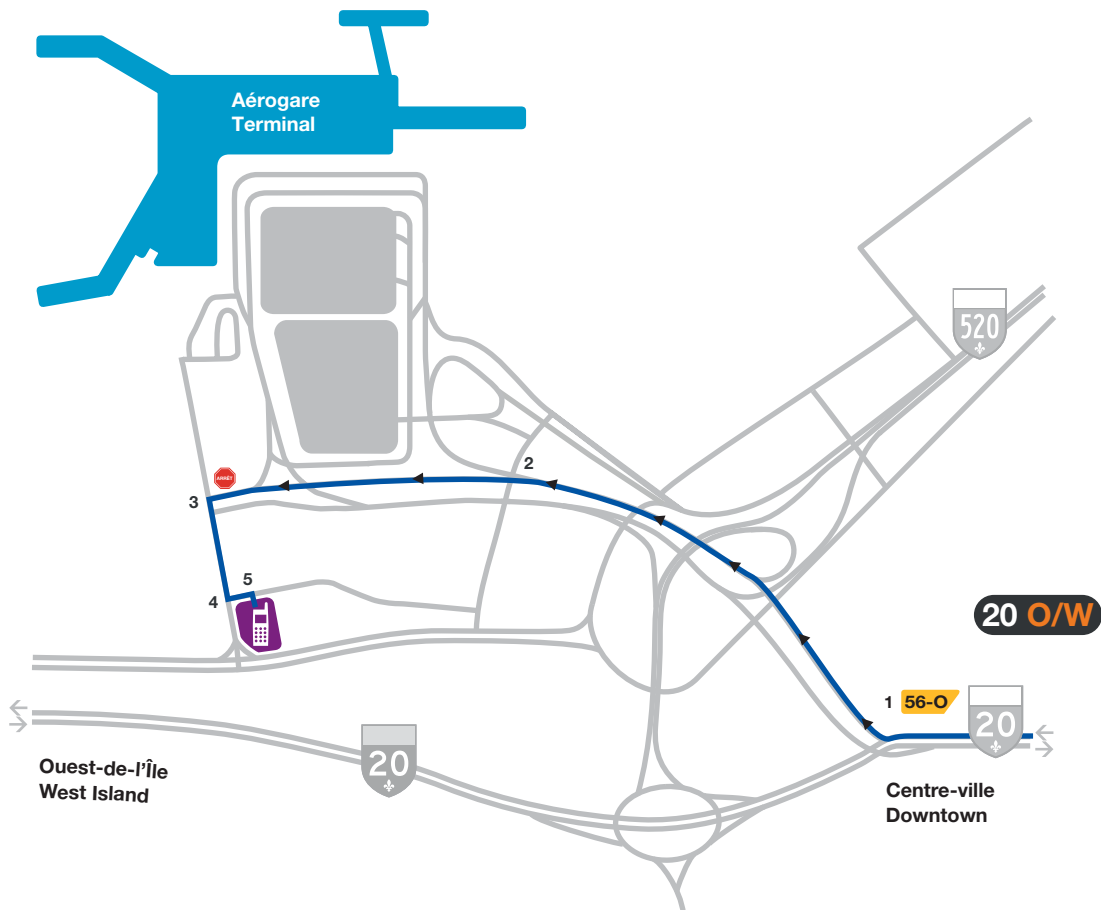 Aérogare
Terminal
520
2
ARRÊT
3
5
4
20 O/W
1 56-O
20
20
Ouest-de-l'Île
West Island
Centre-ville
Downtown